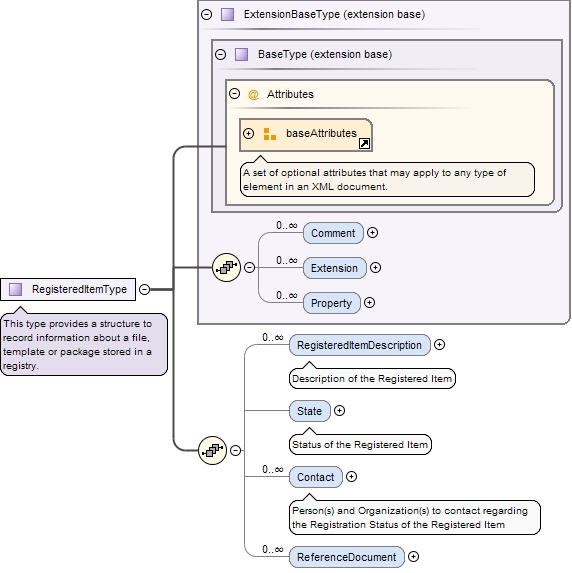 ExtensionBaseType (extension base)
BaseType (extension base)
@ Attributes
baseAttributes
A set of optional attributes that may apply to any type of
element in an XML document.
0..∞
Comment
0..∞
Extension
0..∞
Property
RegisteredItemType
This type provides a structure to
record information about a file,
template or package stored in a
registry.
0..∞
RegisteredItemDescription
Description of the Registered Item
State
Status of the Registered Item
0..∞
Contact
Person(s) and Organization(s) to contact regarding
the Registration Status of the Registered Item
0..∞
ReferenceDocument